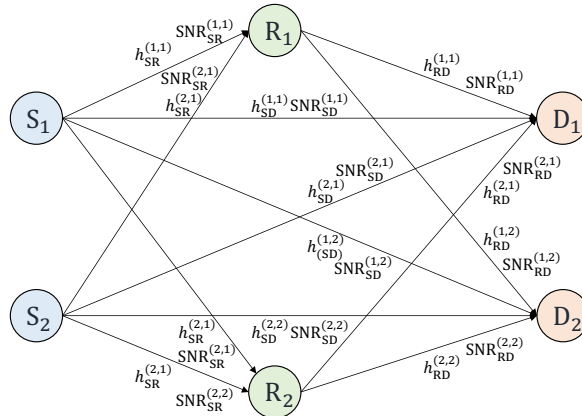 R₁
SNR_SR^(1,1)
h_SR^(1,1)
SNR_SR^(2,1)
h_SR^(2,1)
h_RD^(1,1)
SNR_RD^(1,1)
S₁
h_SD^(1,1) SNR_SD^(1,1)
D₁
SNR_SD^(2,1)
h_SD^(2,1)
SNR_RD^(2,1)
h_RD^(2,1)
h_(SD)^(1,2)
SNR_SD^(1,2)
h_RD^(1,2)
SNR_RD^(1,2)
S₂
h_SR^(2,1)
SNR_SR^(2,1)
h_SD^(2,2) SNR_SD^(2,2)
D₂
h_SR^(2,1)
SNR_SR^(2,2)
R₂
h_RD^(2,2)
SNR_RD^(2,2)